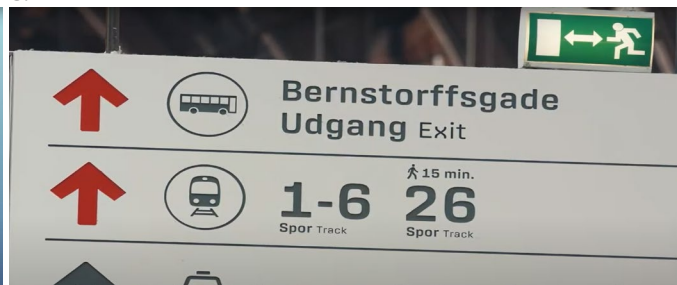 Bernstorffsgade
Udgang Exit
15 min.
1-6 26
Spor Track Spor Track